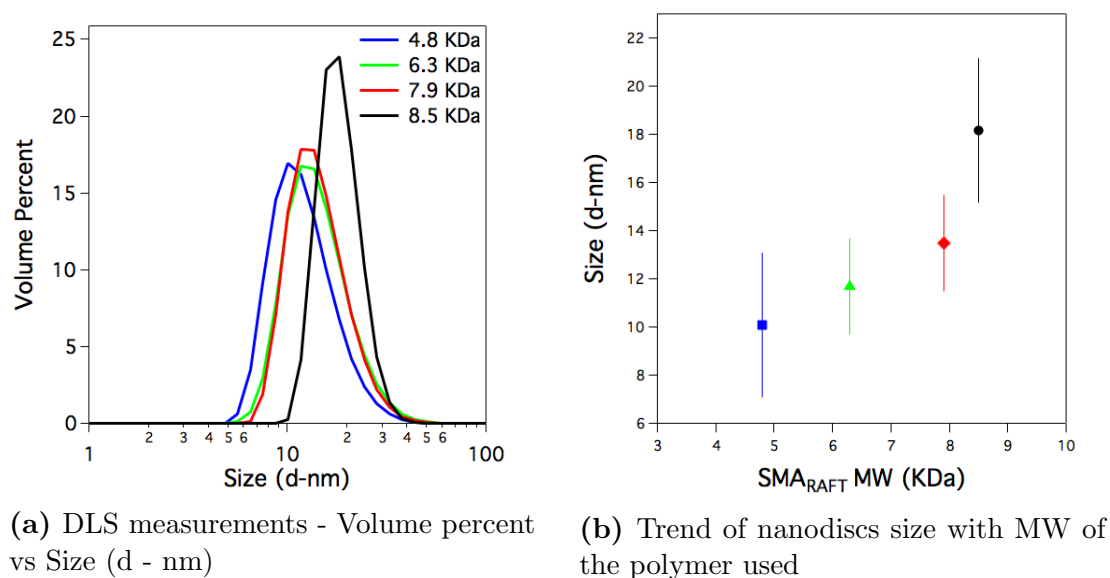 25
20
15
10
5
0
Volume Percent
4.8 KDa
6.3 KDa
7.9 KDa
8.5 KDa
1 2 3 4 5 6 10 2 3 4 5 6 100
Size (d-nm)
(a) DLS measurements - Volume percent
vs Size (d - nm)
22
20
18
16
14
12
10
8
6
Size (d-nm)
3 4 5 6 7 8 9 10
SMA_RAFT MW (KDa)
(b) Trend of nanodiscs size with MW of
the polymer used